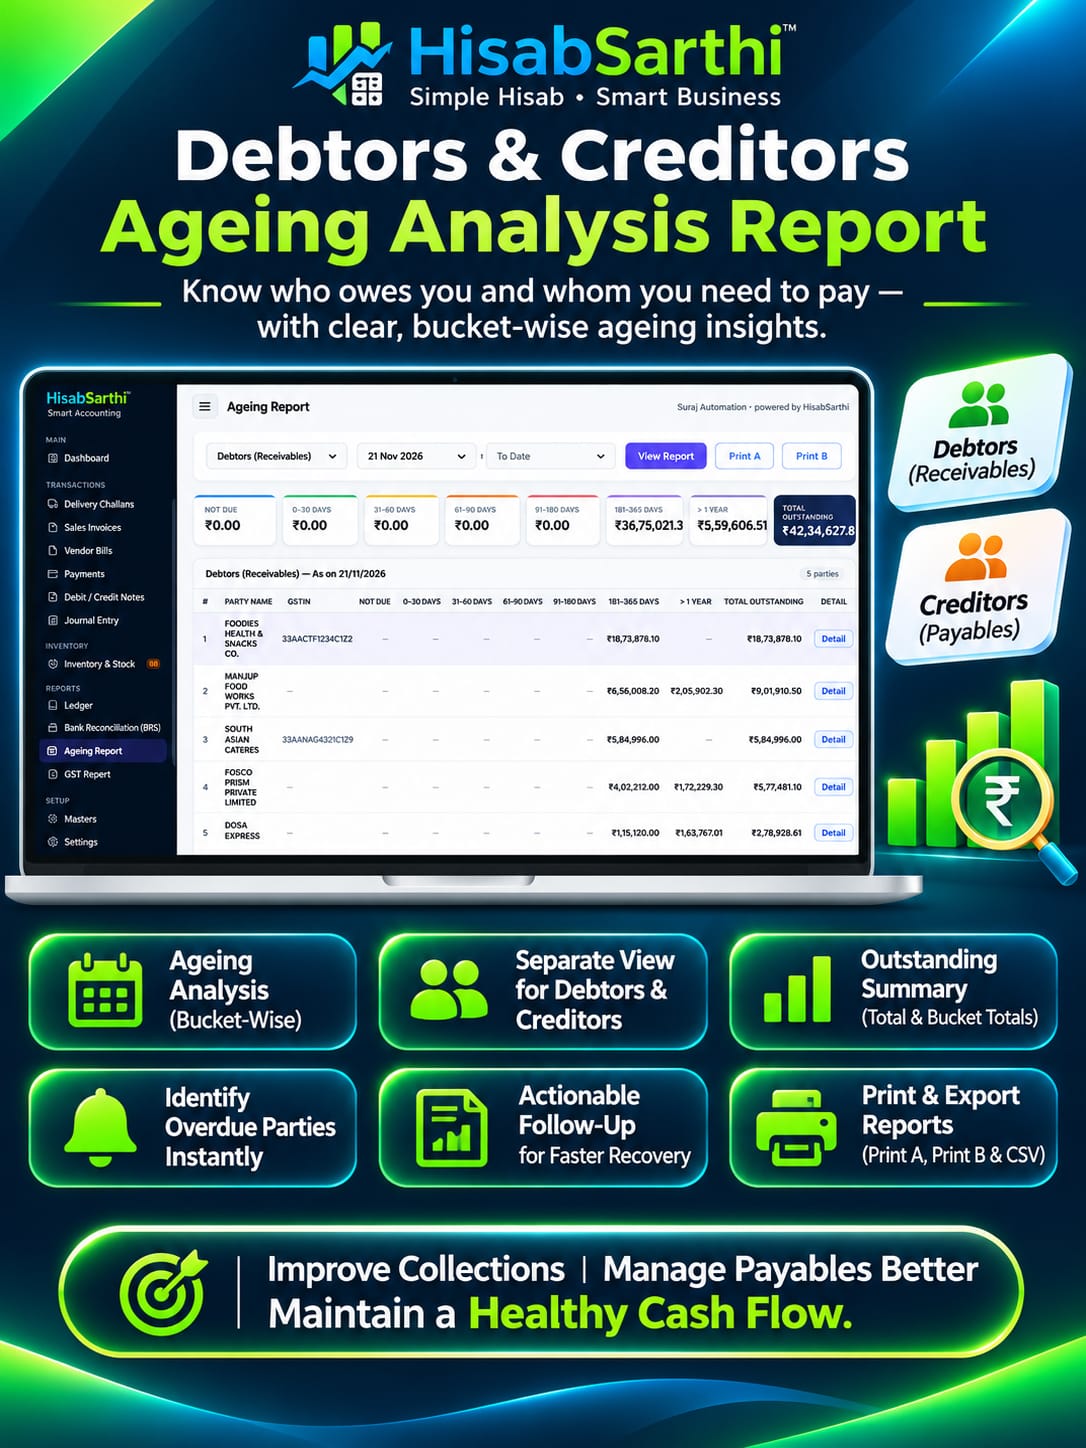 HisabSarthi™
Simple Hisab • Smart Business
Debtors & Creditors
Ageing Analysis Report
Know who owes you and whom you need to pay —
with clear, bucket-wise ageing insights.
HisabSarthi™
Smart Accounting
MAIN
Dashboard
TRANSACTIONS
Delivery Challans
Sales Invoices
Vendor Bills
Payments
Debit / Credit Notes
Journal Entry
INVENTORY
Inventory & Stock
REPORTS
Ledger
Bank Reconciliation (BRS)
Ageing Report
GST Repert
SETUP
Masters
Settings
Ageing Report
Suraj Automation • powered by HisabSarthi
Debtors (Receivables) 21 Nov 2026 To Date View Report Print A Print B
NOT DUE 0-30 DAYS 31-60 DAYS 61-90 DAYS 91-180 DAYS 181-365 DAYS > 1 YEAR TOTAL OUTSTANDING
₹0.00 ₹0.00 ₹0.00 ₹0.00 ₹0.00 ₹36,75,021.3 ₹5,59,606.51 ₹42,34,627.8
Debtors (Receivables) — As on 21/11/2026 5 parties
# PARTY NAME GSTIN NOT DUE 0-30 DAYS 31-60 DAYS 61-90 DAYS 91-180 DAYS 181-365 DAYS > 1 YEAR TOTAL OUTSTANDING DETAIL
1 FOODIES HEALTH & SNACKS CO. 33AACTF1234C1Z2 — — — — — ₹18,73,878.10 — ₹18,73,878.10 Detail
2 MANJUP FOOD WORKS PVT. LTD. — — — — — — ₹6,56,008.20 ₹2,05,902.30 ₹9,01,910.50 Detail
3 SOUTH ASIAN CATERES 33AANAG4321C1Z9 — — — — — ₹5,84,996.00 — ₹5,84,996.00 Detail
4 FOSCO PRISM PRIVATE LIMITED — — — — — — ₹4,02,212.00 ₹1,72,229.30 ₹5,77,481.10 Detail
5 DOSA EXPRESS — — — — — — ₹1,15,120.00 ₹1,63,767.01 ₹2,78,928.61 Detail
Debtors
(Receivables)
Creditors
(Payables)
₹
Ageing
Analysis
(Bucket-Wise)
Separate View
for Debtors &
Creditors
Outstanding
Summary
(Total & Bucket Totals)
Identify
Overdue Parties
Instantly
Actionable
Follow-Up
for Faster Recovery
Print & Export
Reports
(Print A, Print B & CSV)
Improve Collections | Manage Payables Better
Maintain a Healthy Cash Flow.